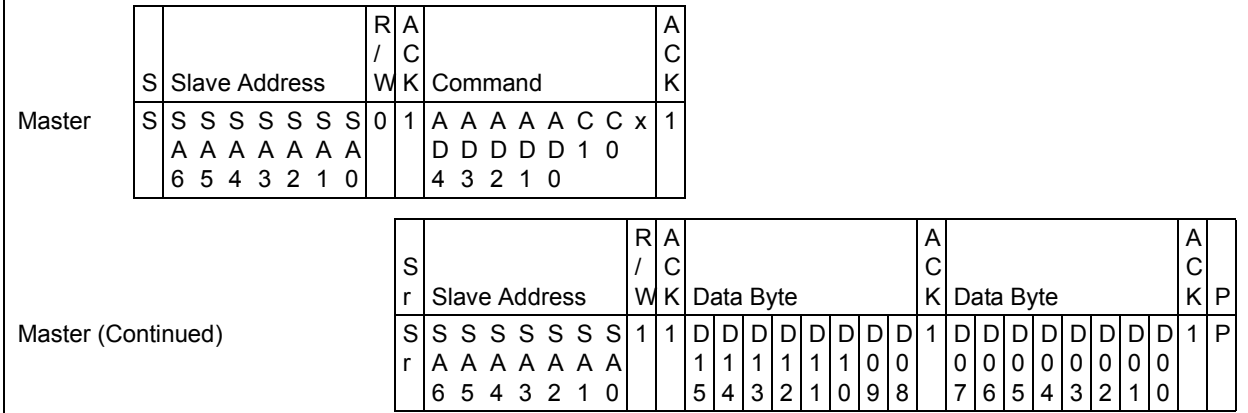 R A A
/ C C
S Slave Address W K Command K
Master S S S S S S S S 0 1 A A A A A C C x 1
A A A A A A A D D D D D 1 0
6 5 4 3 2 1 0 4 3 2 1 0
R A A A
S / C C C
r Slave Address W K Data Byte K Data Byte K P
Master (Continued) S S S S S S S S 1 1 D D D D D D D D 1 D D D D D D D D 1 P
r A A A A A A A 1 1 1 1 1 1 0 0 0 0 0 0 0 0 0 0
6 5 4 3 2 1 0 5 4 3 2 1 0 9 8 7 6 5 4 3 2 1 0